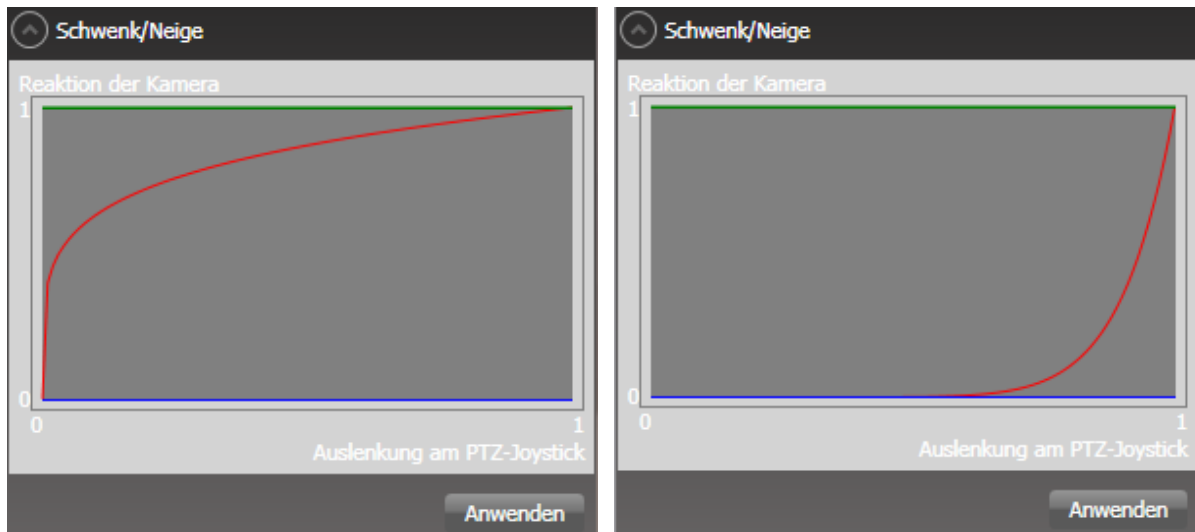 Schwenk/Neige
Reaktion der Kamera
1
0
0 1
Auslenkung am PTZ-Joystick
Anwenden
Schwenk/Neige
Reaktion der Kamera
1
0
0 1
Auslenkung am PTZ-Joystick
Anwenden